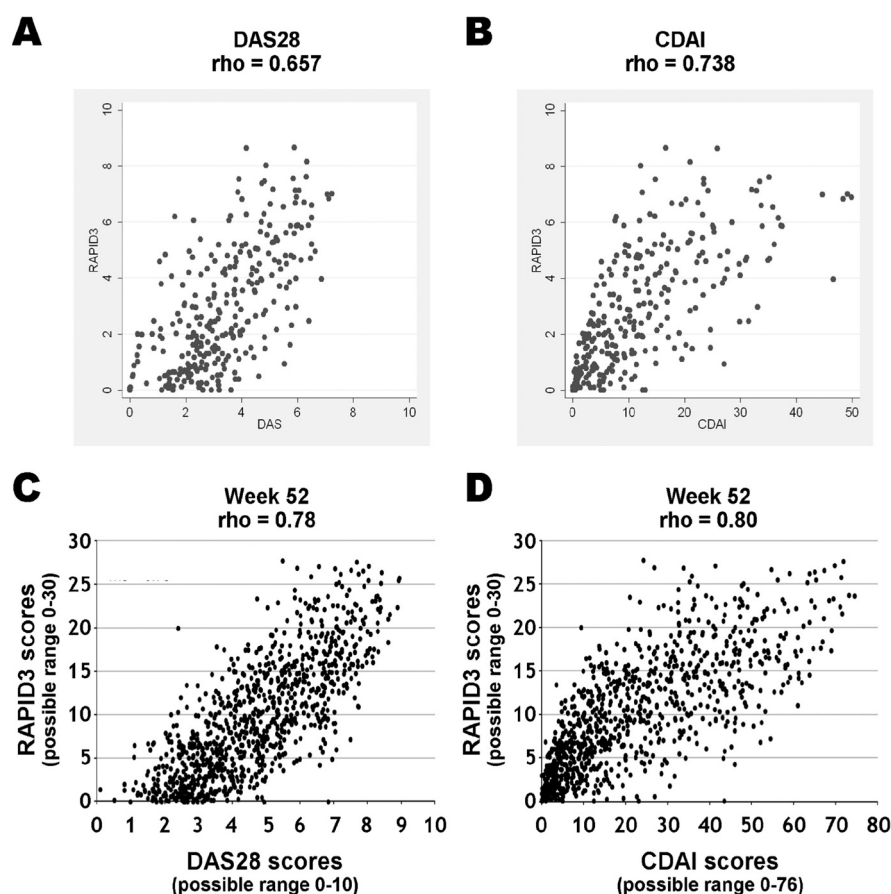 A
DAS28
rho = 0.657
10
8
6
4
2
0
RAPID3
0 2 4 6 8 10
DAS
B
CDAI
rho = 0.738
10
8
6
4
2
0
RAPID3
0 10 20 30 40 50
CDAI
C
Week 52
rho = 0.78
30
25
20
15
10
5
0
RAPID3 scores
(possible range 0-30)
0 1 2 3 4 5 6 7 8 9 10
DAS28 scores
(possible range 0-10)
D
Week 52
rho = 0.80
30
25
20
15
10
5
0
RAPID3 scores
(possible range 0-30)
0 10 20 30 40 50 60 70 80
CDAI scores
(possible range 0-76)